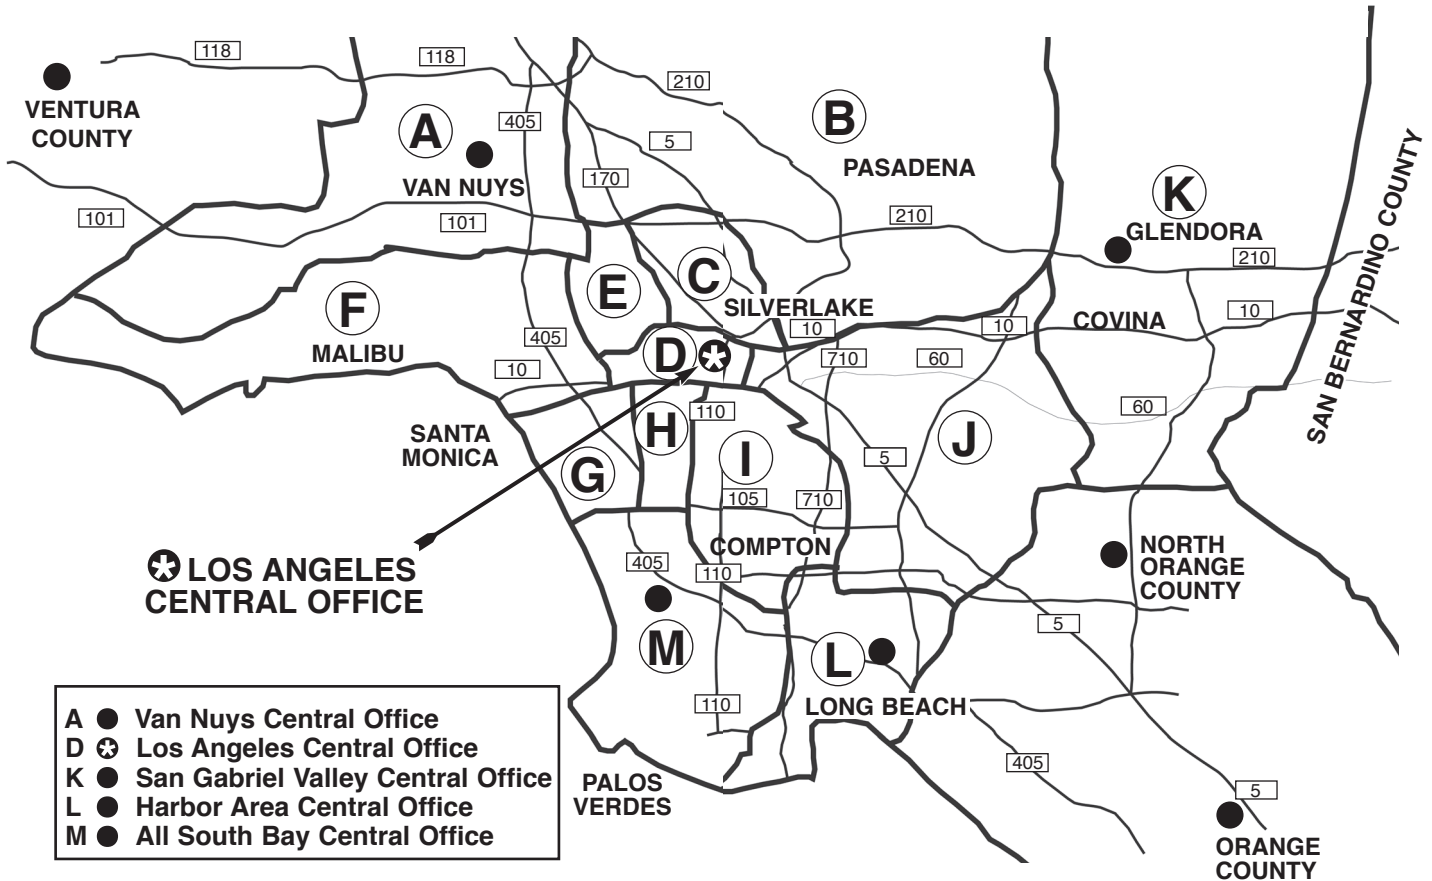 118
118
210
VENTURA
COUNTY
A
405
B
5
VAN NUYS
170
PASADENA
K
GLENDORA
101
101
210
210
SAN BERNARDINO COUNTY
C
E
F
SILVERLAKE
10
10
10
COVINA
MALIBU
405
D
710
60
10
60
SANTA
MONICA
110
H
I
J
5
G
105
710
COMPTON
LOS ANGELES
CENTRAL OFFICE
405
110
NORTH
ORANGE
COUNTY
5
M
L
110
LONG BEACH
405
PALOS
VERDES
5
ORANGE
COUNTY
A Van Nuys Central Office
D Los Angeles Central Office
K San Gabriel Valley Central Office
L Harbor Area Central Office
M All South Bay Central Office